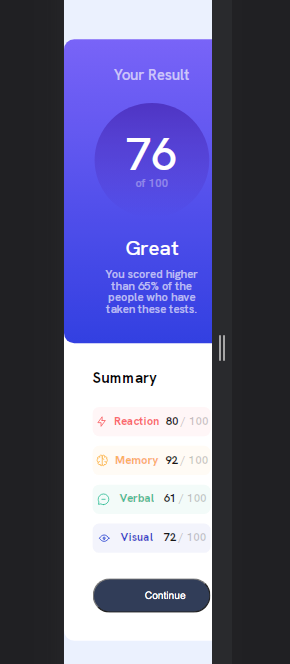 Your Result
76
of 100
Great
You scored higher
than 65% of the
people who have
taken these tests.
Summary
Reaction 80 / 100
Memory 92 / 100
Verbal 61 / 100
Visual 72 / 100
Continue